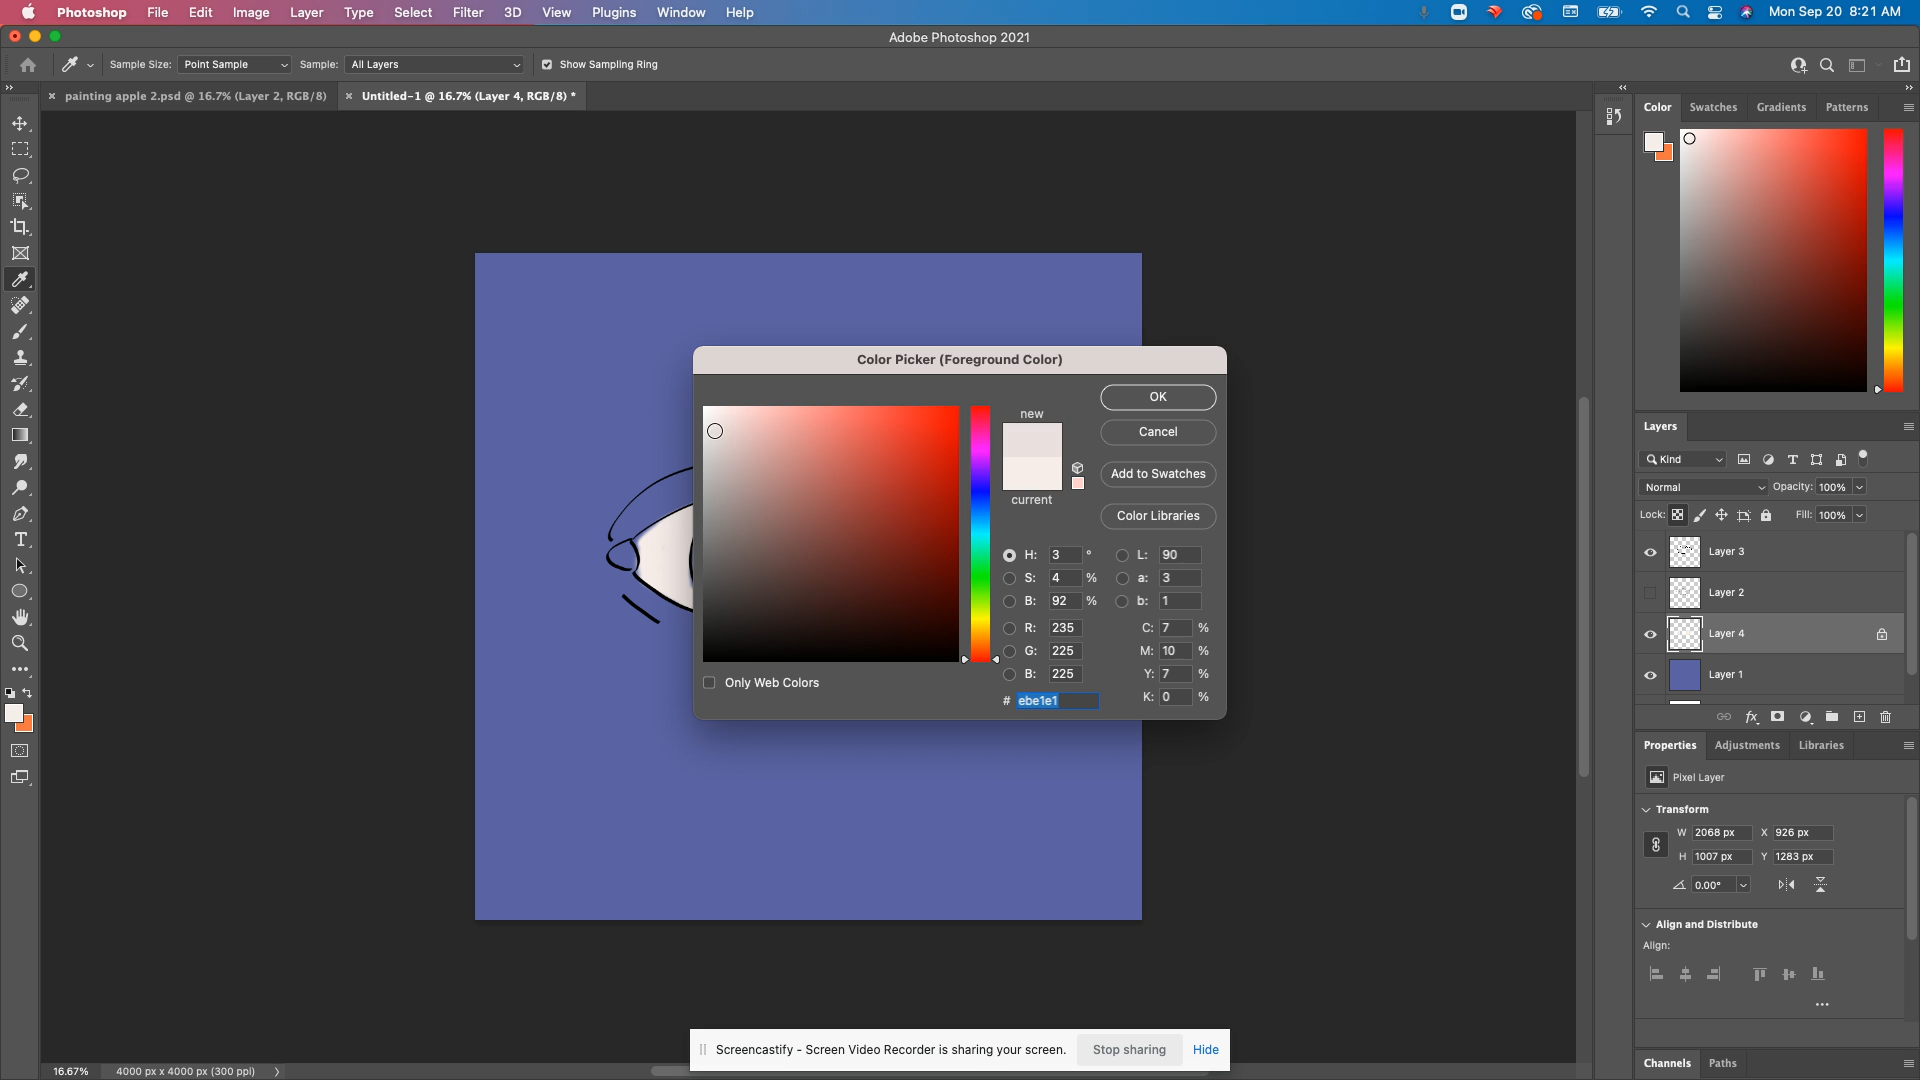 Photoshop File Edit Image Layer Type Select Filter 3D View Plugins Window Help Mon Sep 20 8:21 AM
Adobe Photoshop 2021
Sample Size: Point Sample Sample: All Layers Show Sampling Ring
painting apple 2.psd @ 16.7% (Layer 2, RGB/8) Untitled-1 @ 16.7% (Layer 4, RGB/8) *
Color Swatches Gradients Patterns
Color Picker (Foreground Color)
new
current
OK
Cancel
Add to Swatches
Color Libraries
H: 3 ° L: 90
S: 4 % a: 3
B: 92 % b: 1
R: 235 C: 7 %
G: 225 M: 10 %
B: 225 Y: 7 %
# ebe1e1 K: 0 %
Only Web Colors
Layers
Kind
Normal Opacity: 100%
Lock: Fill: 100%
Layer 3
Layer 2
Layer 4
Layer 1
fx
Properties Adjustments Libraries
Pixel Layer
Transform
W 2068 px X 926 px
H 1007 px Y 1283 px
0.00°
Align and Distribute
Align:
Channels Paths
Screencastify - Screen Video Recorder is sharing your screen. Stop sharing Hide
16.67% 4000 px x 4000 px (300 ppi)